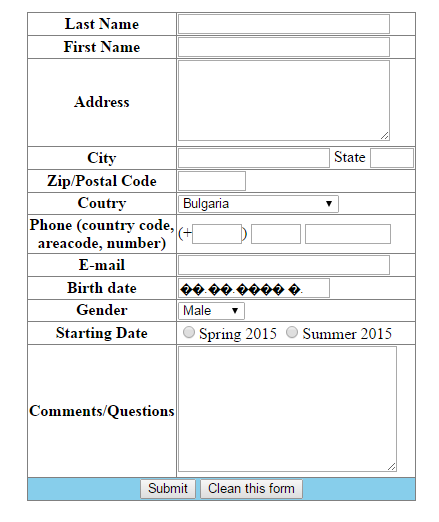 Last Name
First Name
Address
City State
Zip/Postal Code
Coutry Bulgaria
Phone (country code, (+ )
areacode, number)
E-mail
Birth date ��.��.���� �.
Gender Male
Starting Date Spring 2015 Summer 2015
Comments/Questions
Submit Clean this form